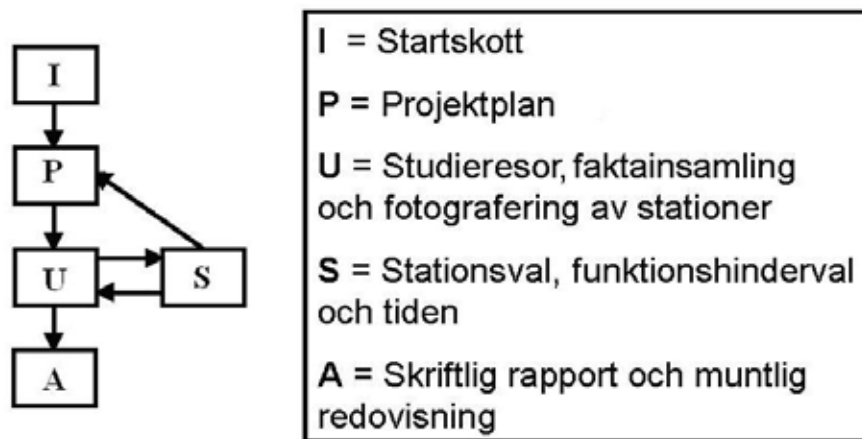 I
P
U
S
A
I = Startskott
P = Projektplan
U = Studieresor, faktainsamling
och fotografering av stationer
S = Stationsval, funktionshinderval
och tiden
A = Skriftlig rapport och muntlig
redovisning